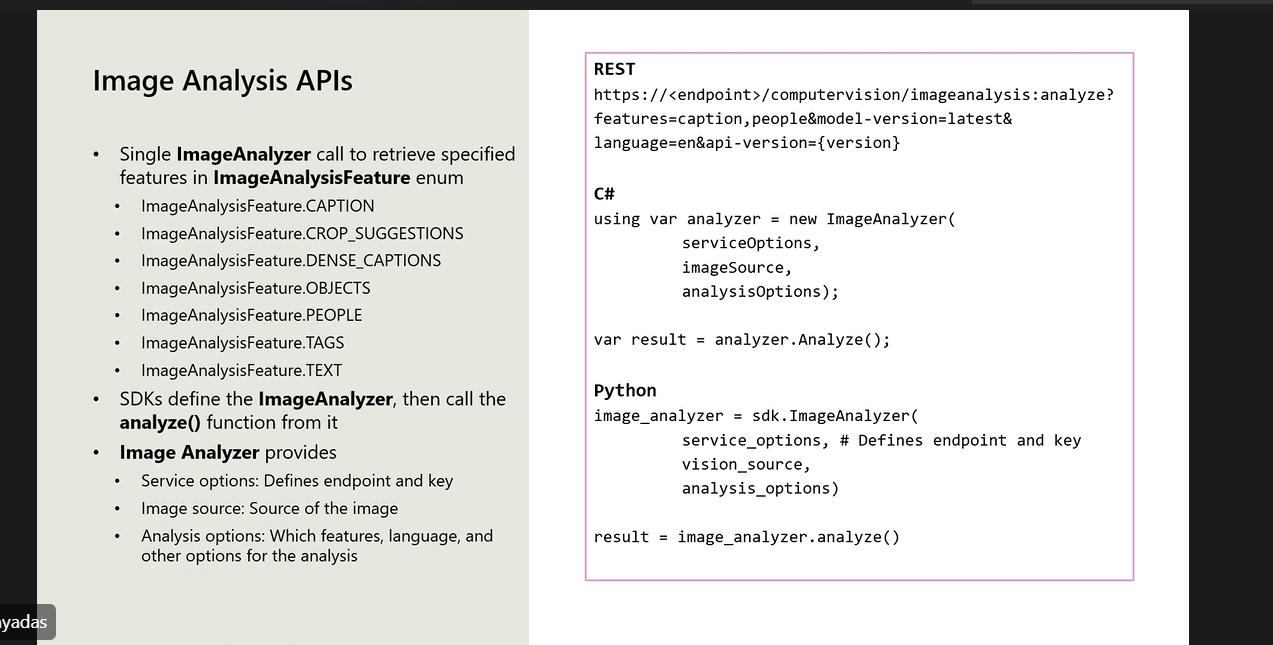 Image Analysis APIs
• Single ImageAnalyzer call to retrieve specified
features in ImageAnalysisFeature enum
• ImageAnalysisFeature.CAPTION
• ImageAnalysisFeature.CROP_SUGGESTIONS
• ImageAnalysisFeature.DENSE_CAPTIONS
• ImageAnalysisFeature.OBJECTS
• ImageAnalysisFeature.PEOPLE
• ImageAnalysisFeature.TAGS
• ImageAnalysisFeature.TEXT
• SDKs define the ImageAnalyzer, then call the
analyze() function from it
• Image Analyzer provides
• Service options: Defines endpoint and key
• Image source: Source of the image
• Analysis options: Which features, language, and
other options for the analysis
REST
https://<endpoint>/computervision/imageanalysis:analyze?
features=caption,people&model-version=latest&
language=en&api-version={version}
C#
using var analyzer = new ImageAnalyzer(
serviceOptions,
imageSource,
analysisOptions);
var result = analyzer.Analyze();
Python
image_analyzer = sdk.ImageAnalyzer(
service_options, # Defines endpoint and key
vision_source,
analysis_options)
result = image_analyzer.analyze()